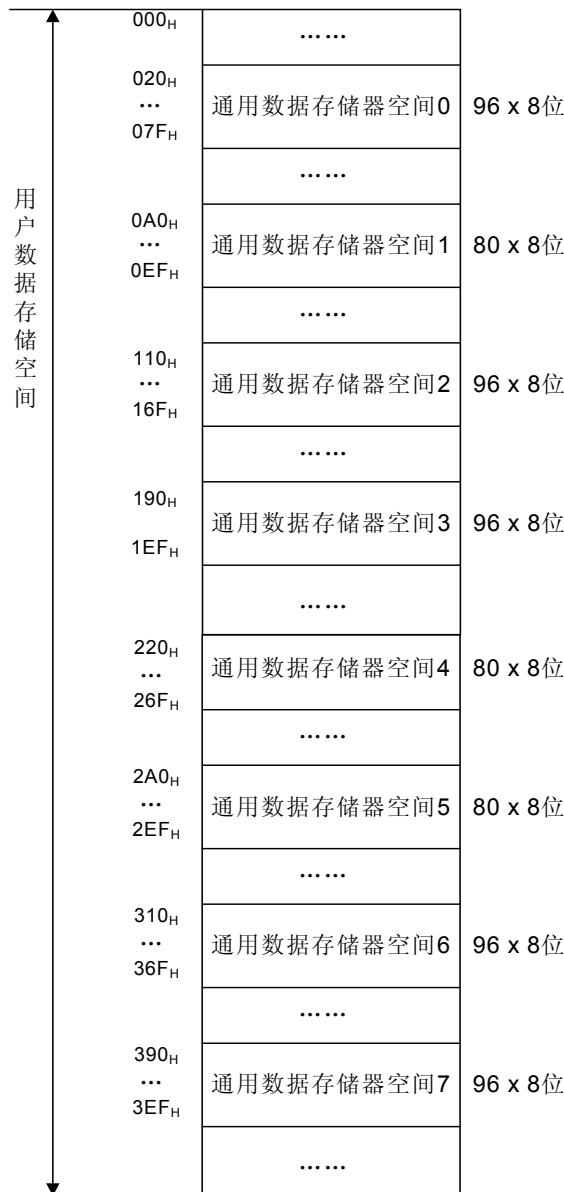 000H
……
020H
…
07FH
通用数据存储器空间0
96 x 8位
……
用户数据存储空间
0A0H
…
0EFH
通用数据存储器空间1
80 x 8位
……
110H
…
16FH
通用数据存储器空间2
96 x 8位
……
190H
1EFH
通用数据存储器空间3
96 x 8位
……
220H
…
26FH
通用数据存储器空间4
80 x 8位
……
2A0H
…
2EFH
通用数据存储器空间5
80 x 8位
……
310H
…
36FH
通用数据存储器空间6
96 x 8位
……
390H
…
3EFH
通用数据存储器空间7
96 x 8位
……